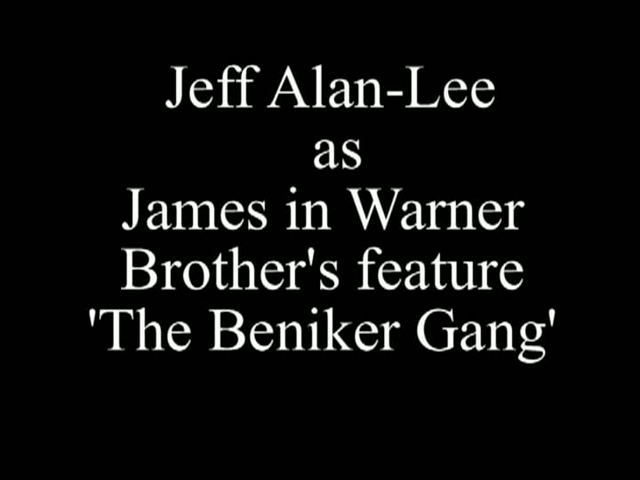 Jeff Alan-Lee
as
James in Warner
Brother's feature
'The Beniker Gang'